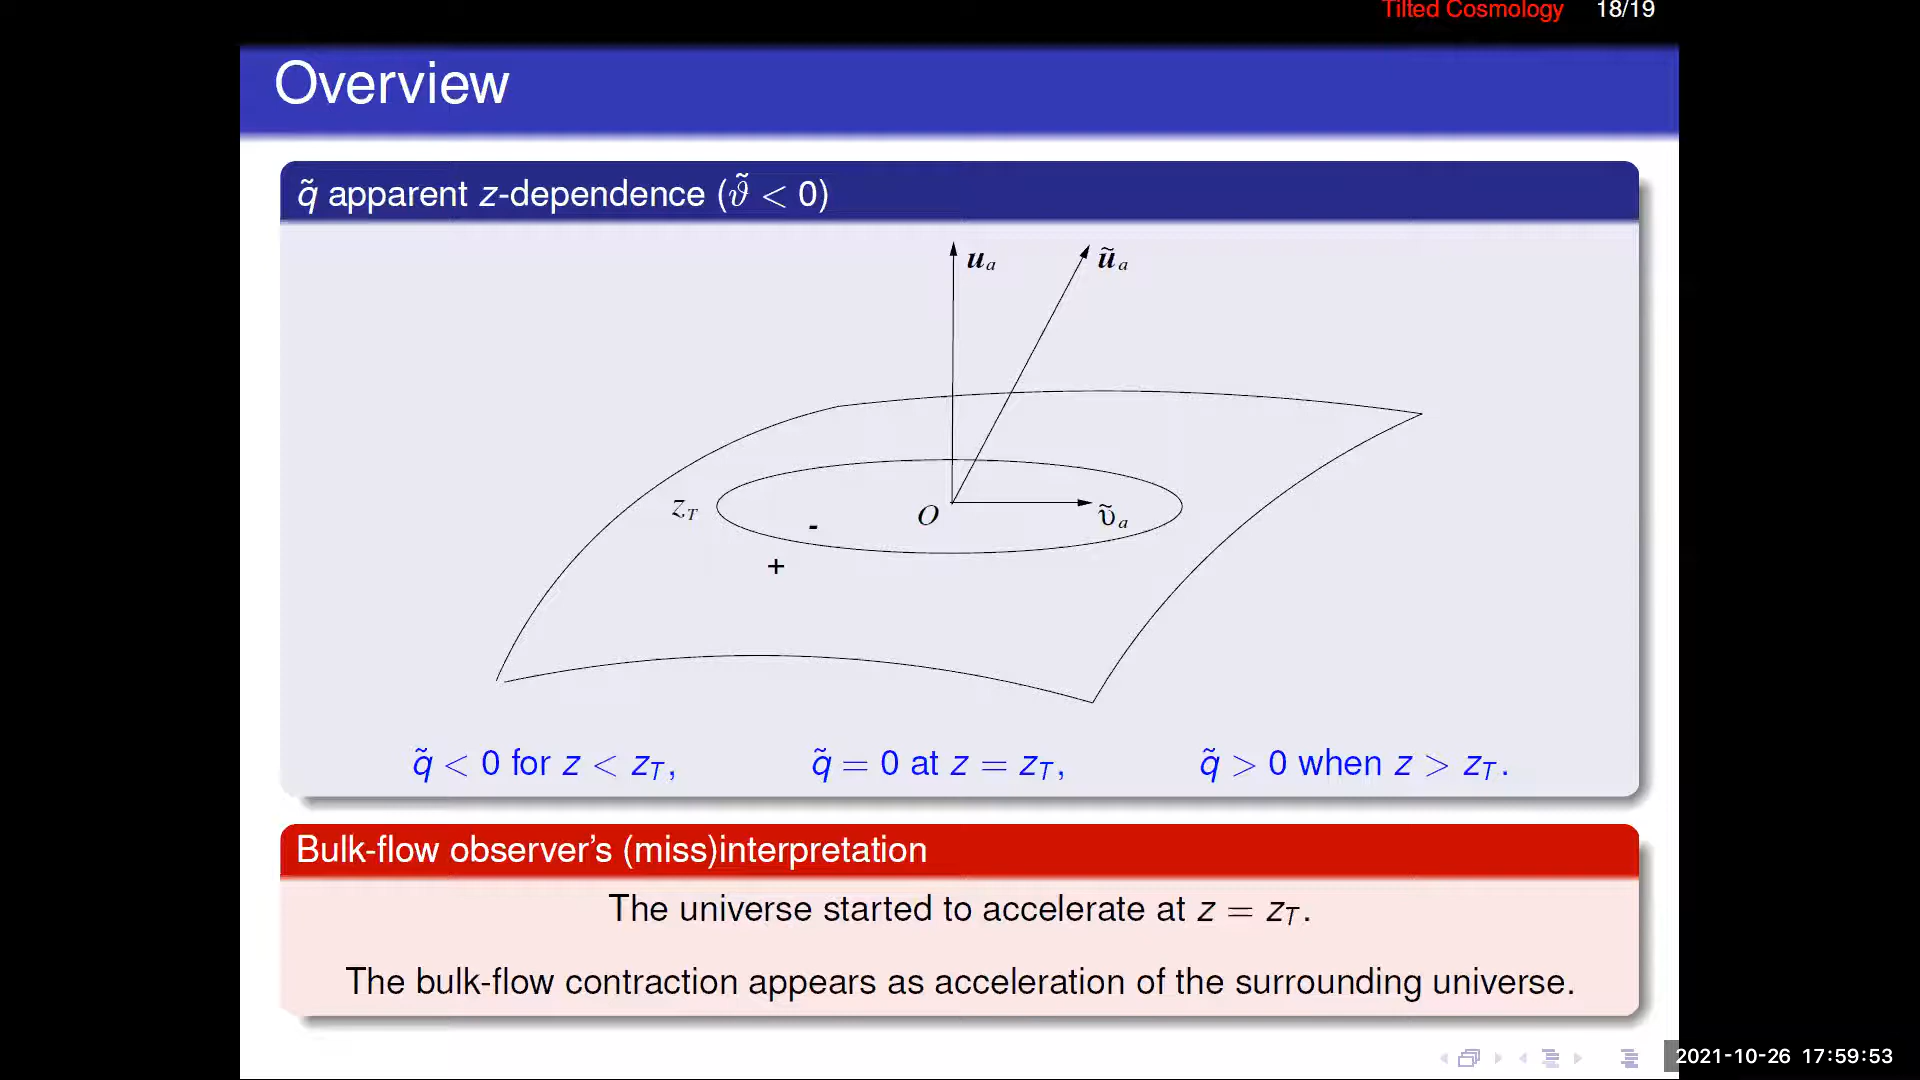 Tilted Cosmology 18/19
Overview
q̃ apparent z-dependence (ϑ̃ < 0)
u_a ũ_a
z_T - O υ̃_a
+
q̃ < 0 for z < z_T, q̃ = 0 at z = z_T, q̃ > 0 when z > z_T.
Bulk-flow observer's (miss)interpretation
The universe started to accelerate at z = z_T.
The bulk-flow contraction appears as acceleration of the surrounding universe.
2021-10-26 17:59:53